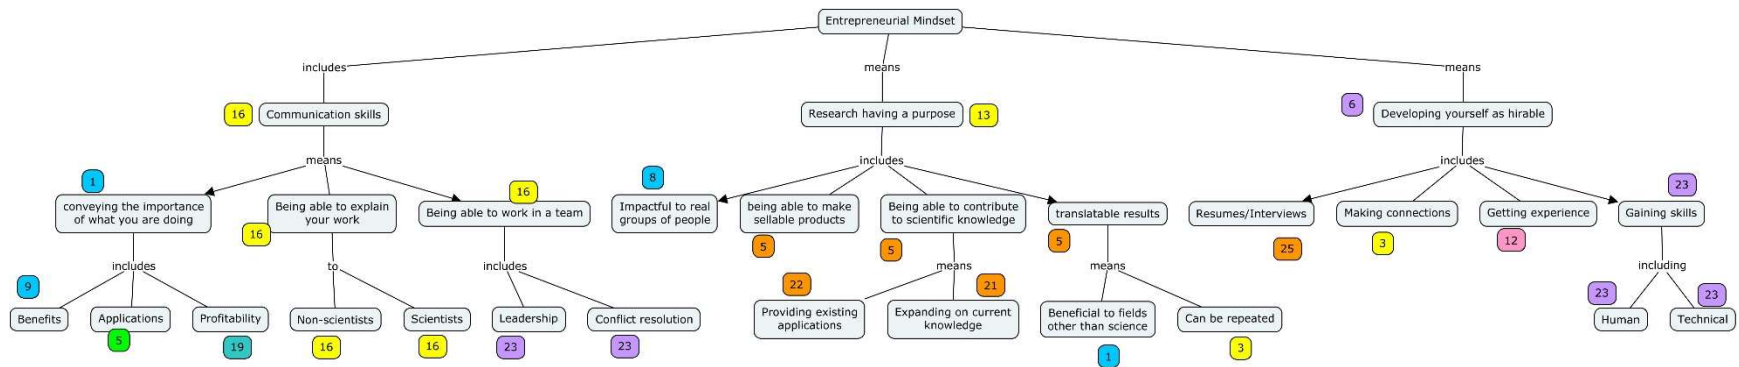 Entrepreneurial Mindset
includes
means
means
16
Communication skills
Research having a purpose
13
6
Developing yourself as hirable
means
includes
includes
1
conveying the importance
of what you are doing
Being able to explain
your work
16
16
Being able to work in a team
8
Impactful to real
groups of people
being able to make
sellable products
5
Being able to contribute
to scientific knowledge
5
translatable results
5
Resumes/Interviews
25
Making connections
3
Getting experience
12
23
Gaining skills
includes
to
includes
means
means
including
9
Benefits
Applications
5
Profitability
19
Non-scientists
16
Scientists
16
Leadership
23
Conflict resolution
23
22
Providing existing
applications
21
Expanding on current
knowledge
Beneficial to fields
other than science
1
Can be repeated
3
23
Human
23
Technical